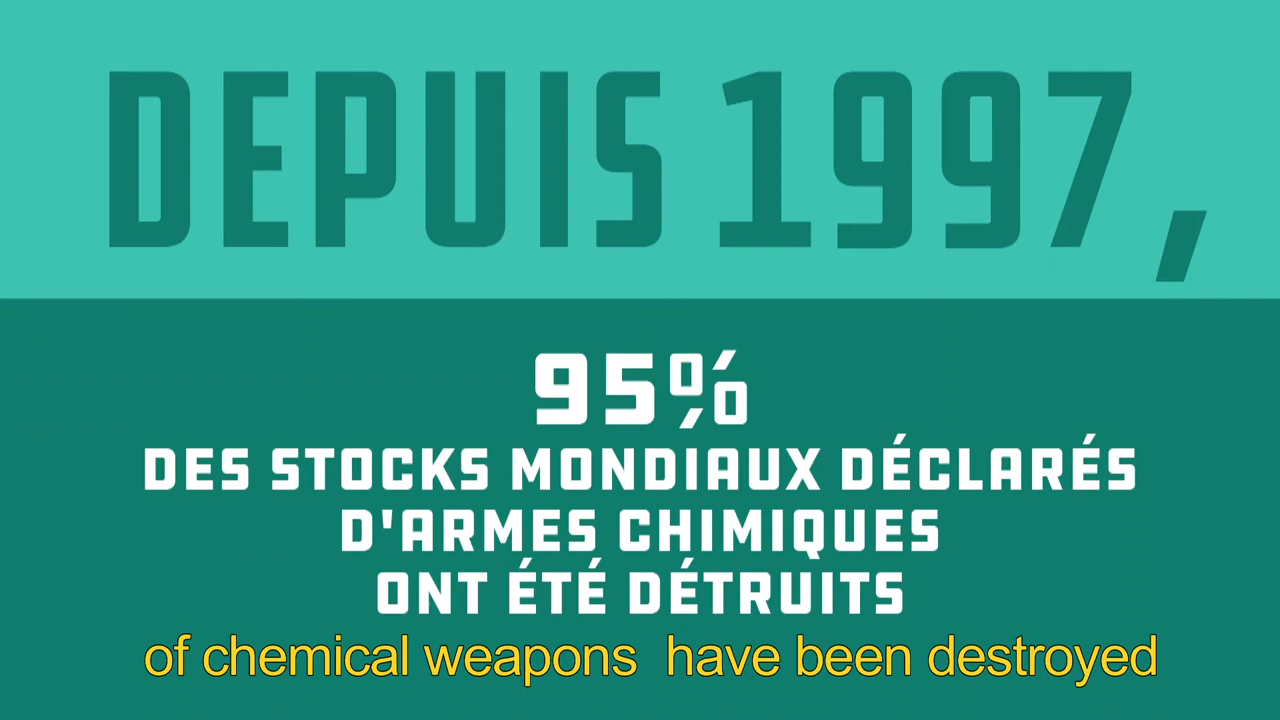 DEPUIS 1997,
95%
DES STOCKS MONDIAUX DÉCLARÉS
D'ARMES CHIMIQUES
ONT ÉTÉ DÉTRUITS
of chemical weapons have been destroyed